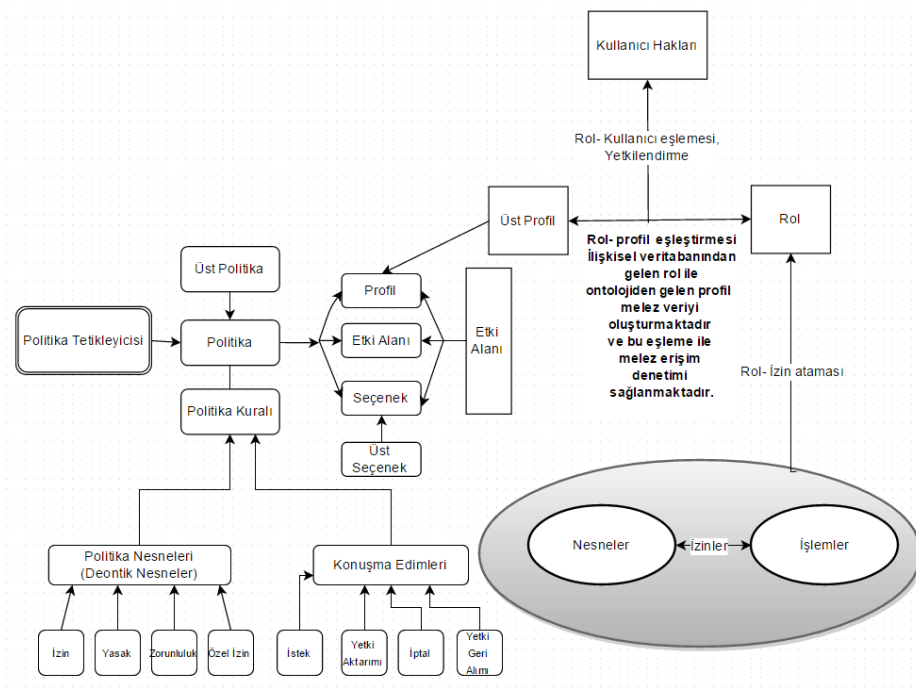 Kullanıcı Hakları
Rol- Kullanıcı eşlemesi,
Yetkilendirme
Üst Profil
Rol
Rol- profil eşleştirmesi
İlişkisel veritabanından
gelen rol ile
ontolojiden gelen profil
melez veriyi
oluşturmaktadır
ve bu eşleme ile
melez erişim
denetimi
sağlanmaktadır.
Üst Politika
Profil
Politika Tetikleyicisi
Politika
Etki Alanı
Etki
Alanı
Rol- İzin ataması
Seçenek
Politika Kuralı
Üst
Seçenek
Nesneler
İzinler
İşlemler
Politika Nesneleri
(Deontik Nesneler)
Konuşma Edimleri
İzin
Yasak
Zorunluluk
Özel İzin
İstek
Yetki
Aktarımı
İptal
Yetki
Geri
Alımı